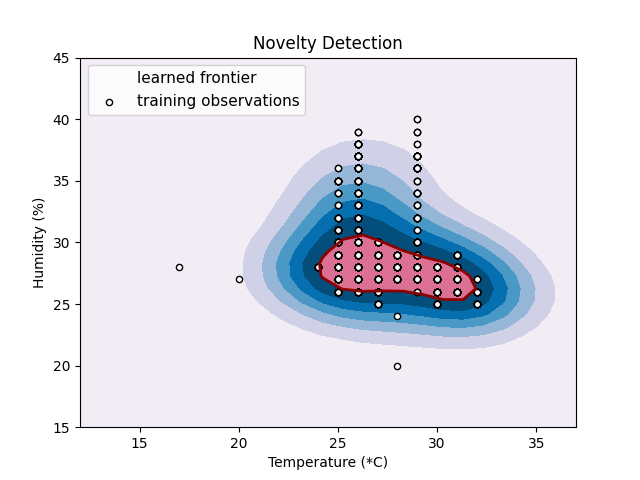 Novelty Detection
learned frontier
training observations
45
40
35
30
25
20
15
Humidity (%)
15 20 25 30 35
Temperature (*C)